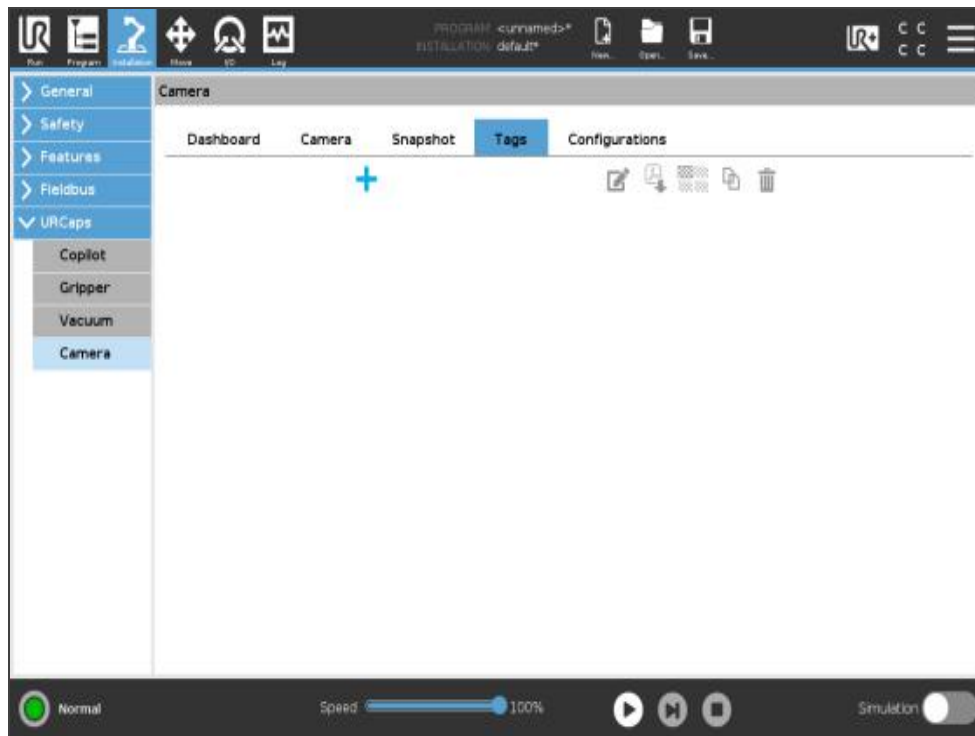 PROGRAM <unnamed>*
INSTALLATION default*
UR+
C C
C C
Run Program Installation Move I/O Log New... Open... Save...
General
Safety
Features
Fieldbus
URCaps
Copilot
Gripper
Vacuum
Camera
Camera
Dashboard Camera Snapshot Tags Configurations
Normal
Speed 100%
Simulation